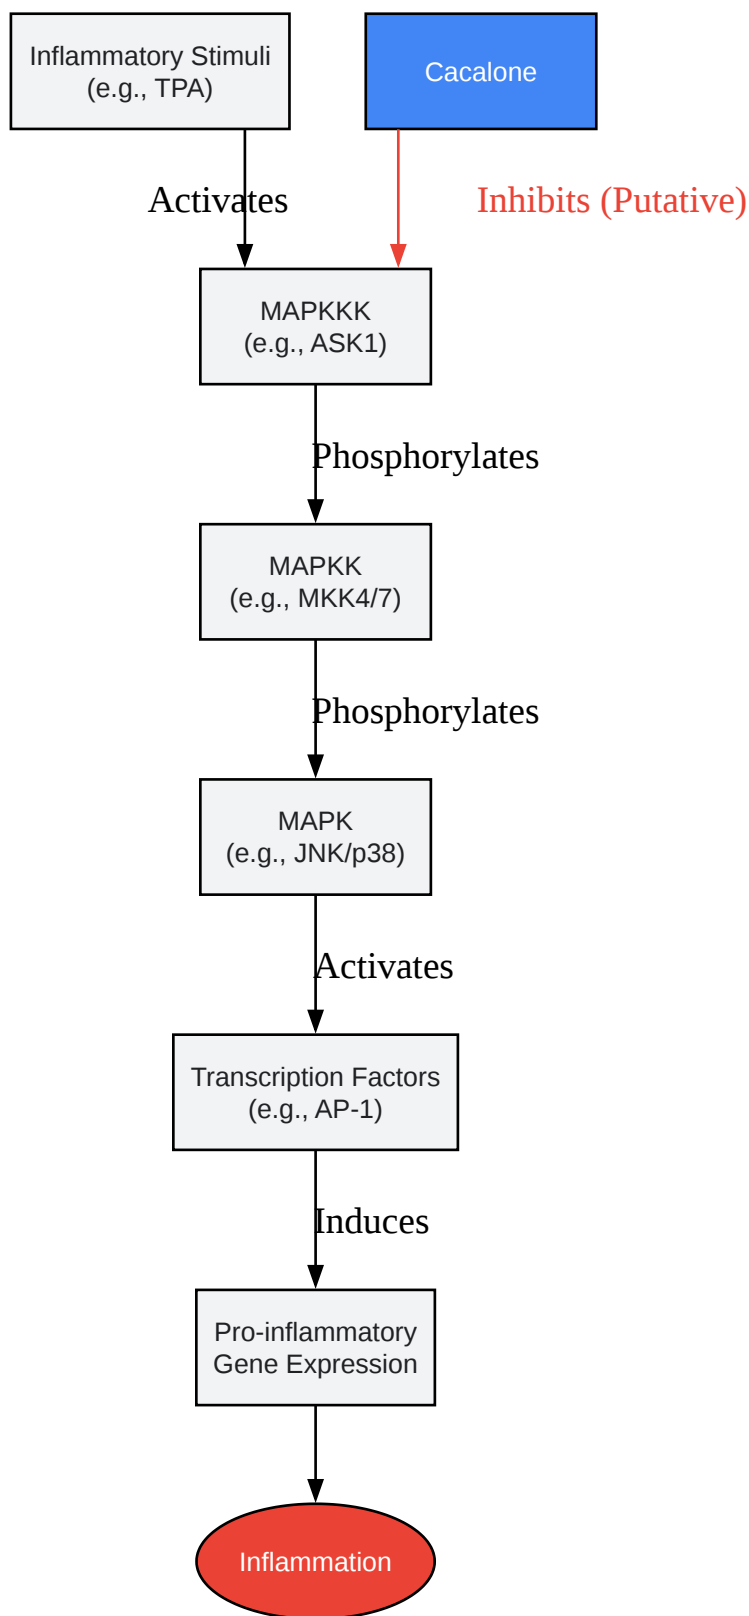 Inflammatory Stimuli
(e.g., TPA)
Cacalone
Activates
Inhibits (Putative)
MAPKKK
(e.g., ASK1)
Phosphorylates
MAPKK
(e.g., MKK4/7)
Phosphorylates
MAPK
(e.g., JNK/p38)
Activates
Transcription Factors
(e.g., AP-1)
Induces
Pro-inflammatory
Gene Expression
Inflammation